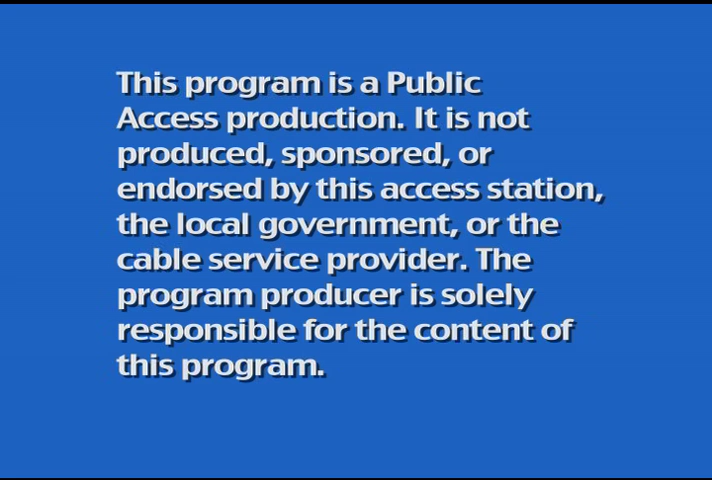 This program is a Public
Access production. It is not
produced, sponsored, or
endorsed by this access station,
the local government, or the
cable service provider. The
program producer is solely
responsible for the content of
this program.